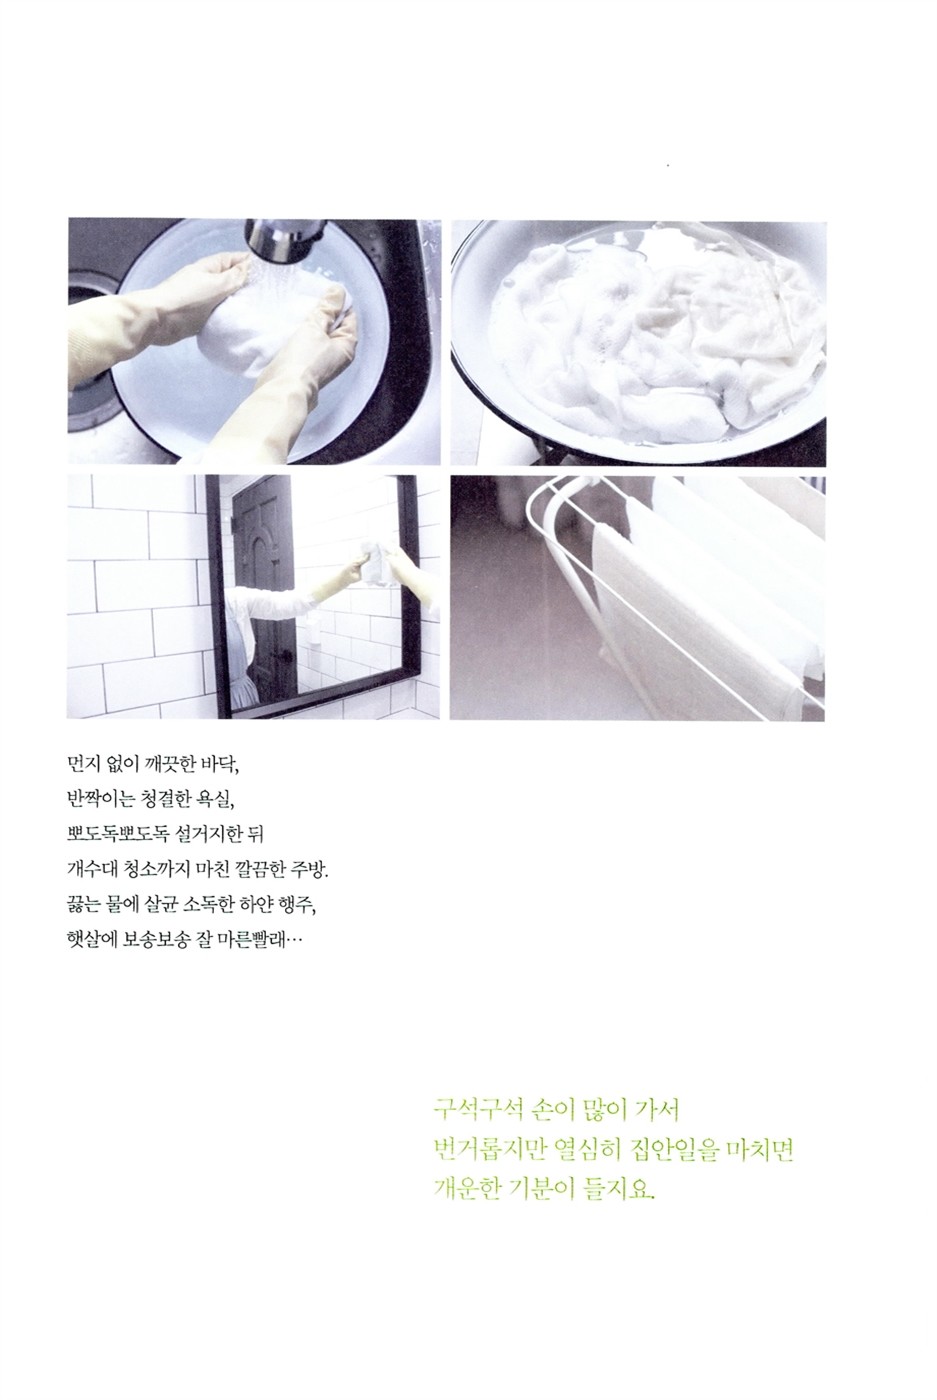 먼지 없이 깨끗한 바닥,
반짝이는 청결한 욕실,
뽀도독뽀도독 설거지한 뒤
개수대 청소까지 마친 깔끔한 주방.
끓는 물에 살균 소독한 하얀 행주,
햇살에 보송보송 잘 마른빨래…
구석구석 손이 많이 가서
번거롭지만 열심히 집안일을 마치면
개운한 기분이 들지요.